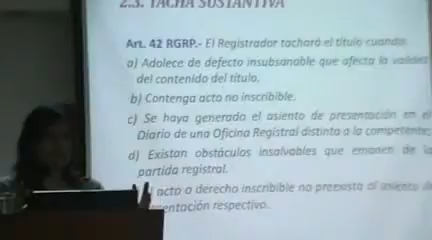 2.3. TACHA SUSTANTIVA
Art. 42 RGRP.- El Registrador tachará el título cuando:
a) Adolece de defecto insubsanable que afecta la validez
del contenido del título.
b) Contenga acto no inscribible.
c) Se haya generado el asiento de presentación en el
Diario de una Oficina Registral distinta a la competente;
d) Existan obstáculos insalvables que emanen de la
partida registral.
acto o derecho inscribible no preexista al asiento de
presentación respectivo.